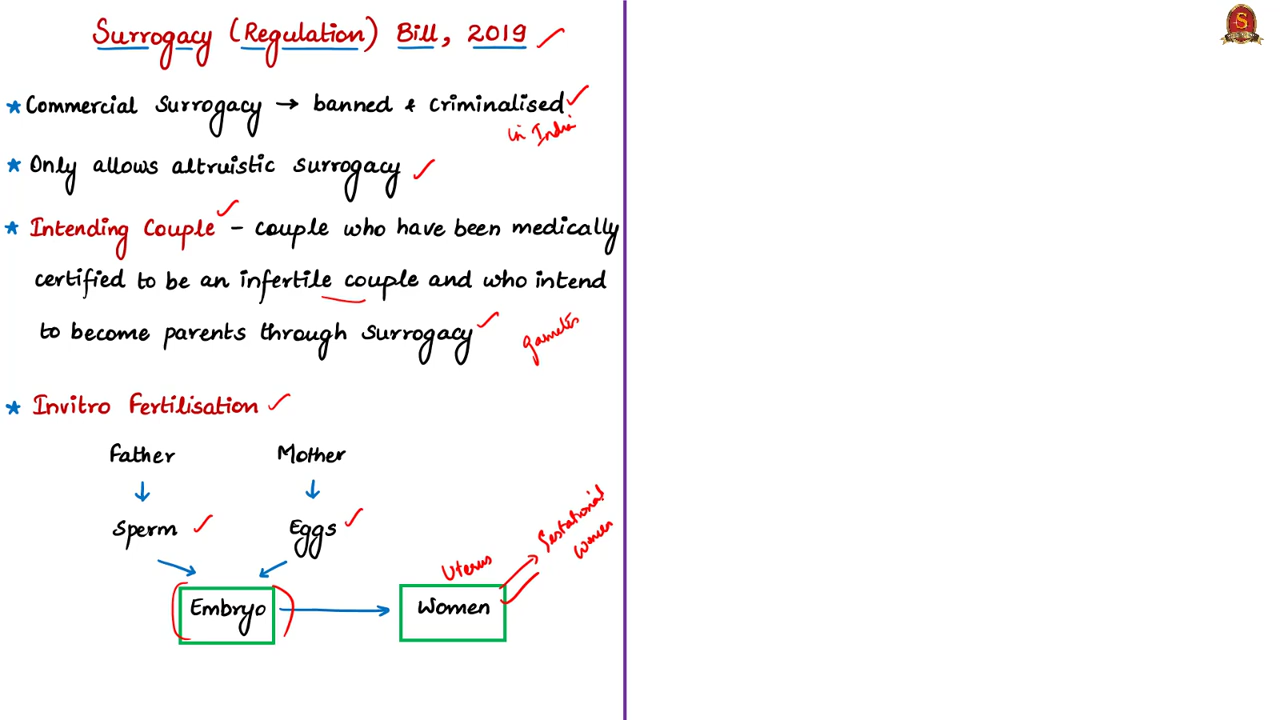 Surrogacy (Regulation) Bill, 2019
* Commercial Surrogacy → banned & criminalised
in India
* Only allows altruistic surrogacy
* Intending Couple – couple who have been medically
certified to be an infertile couple and who intend
to become parents through surrogacy
gametes
* Invitro Fertilisation
Father Mother
Sperm Eggs
Gestational
Women
Uterus
Embryo Women
S